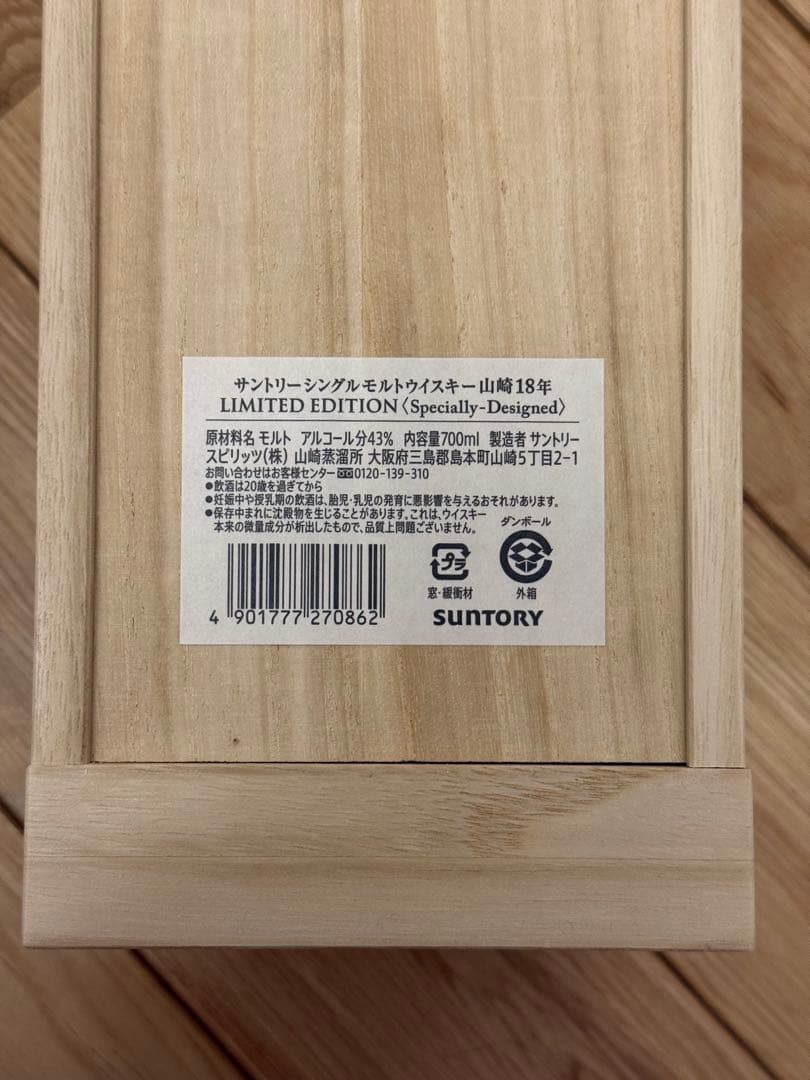 サントリーシングルモルトウイスキー山崎18年
LIMITED EDITION〈Specially-Designed〉
原材料名 モルト アルコール分43% 内容量700ml 製造者 サントリー
スピリッツ(株) 山崎蒸溜所 大阪府三島郡島本町山崎5丁目2-1
お問い合わせはお客様センター 0120-139-310
●飲酒は20歳を過ぎてから
●妊娠中や授乳期の飲酒は、胎児・乳児の発育に悪影響を与えるおそれがあります。
●保存中まれに沈殿物を生じることがあります。これは、ウイスキー
本来の微量成分が析出したもので、品質上問題ございません。
ダンボール
プラ
窓・緩衝材
外箱
4 901777 270862
SUNTORY